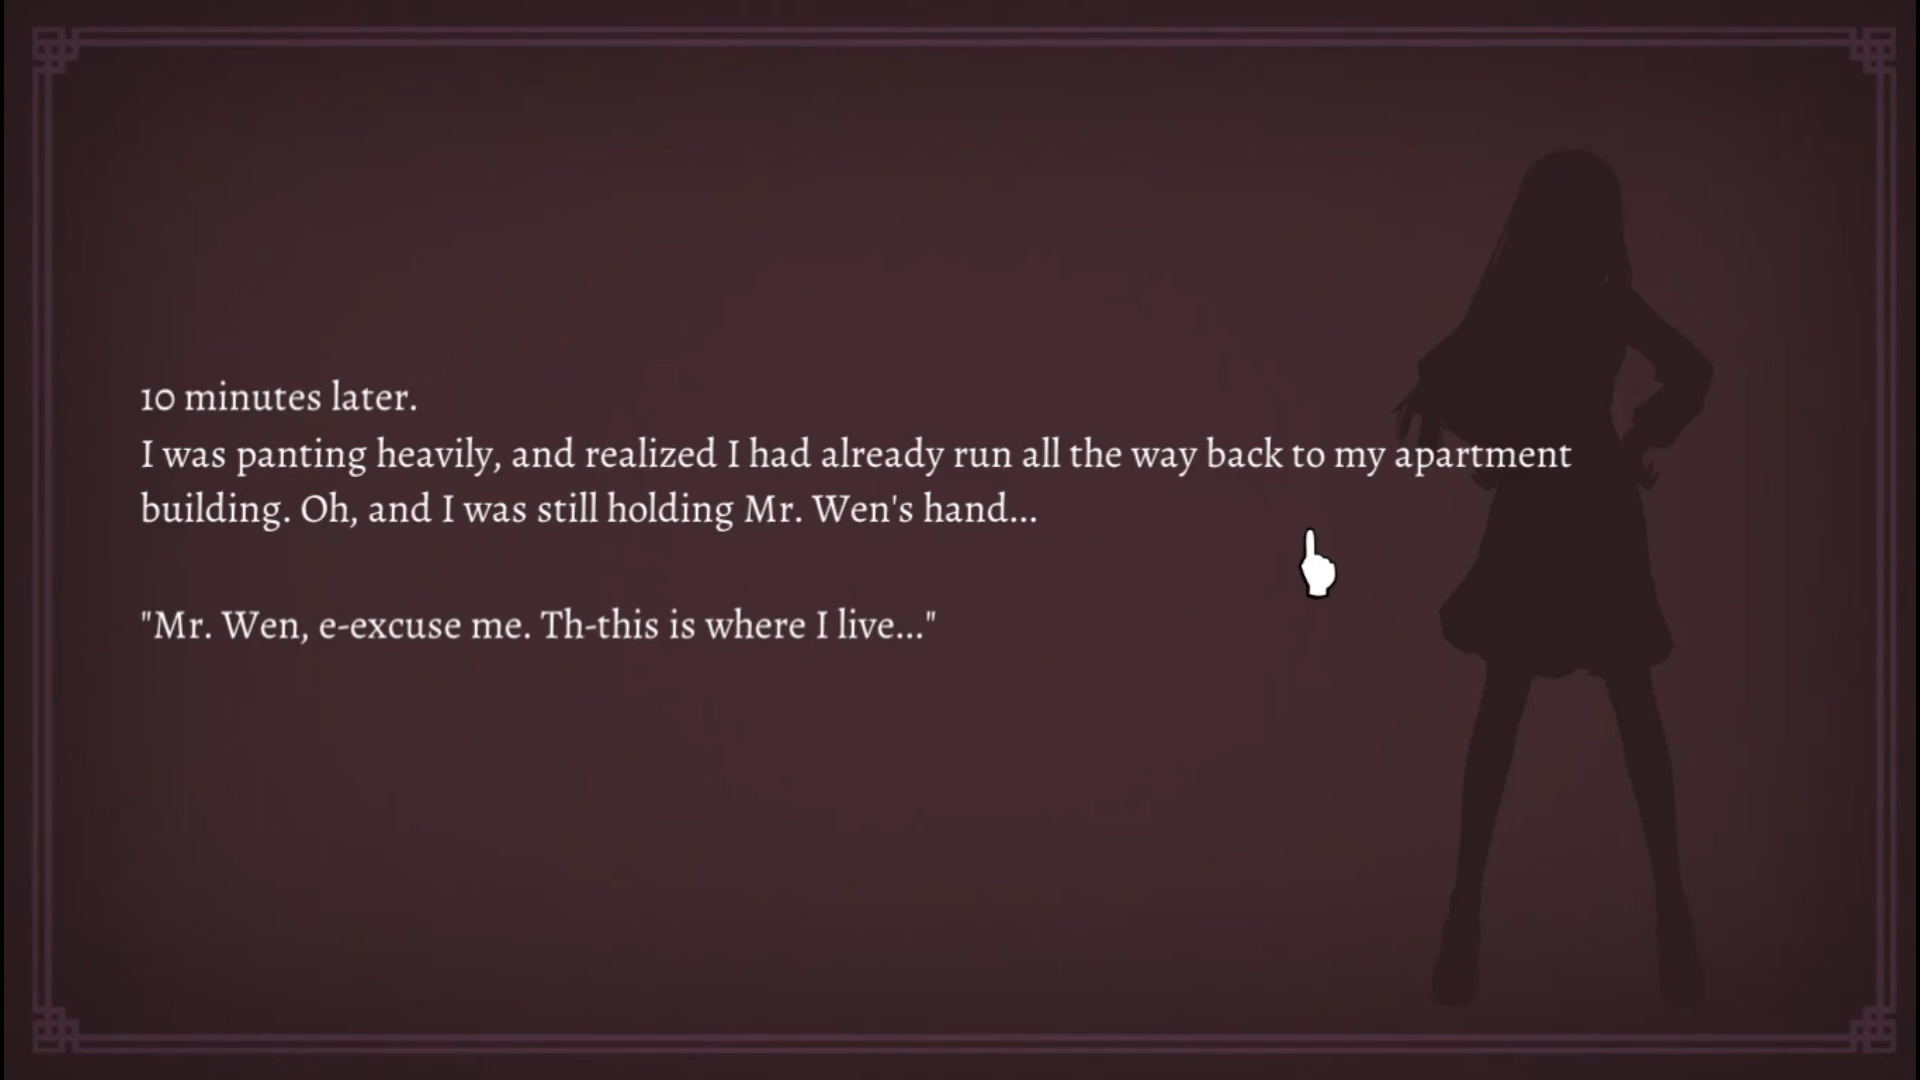 10 minutes later.
I was panting heavily, and realized I had already run all the way back to my apartment
building. Oh, and I was still holding Mr. Wen's hand...
"Mr. Wen, e-excuse me. Th-this is where I live..."